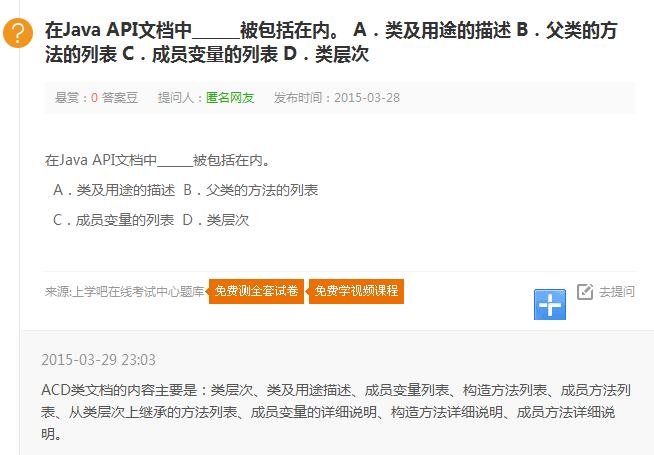 在Java API文档中______被包括在内。 A．类及用途的描述 B．父类的方
法的列表 C．成员变量的列表 D．类层次
悬赏：0 答案豆 提问人：匿名网友 发布时间：2015-03-28
在Java API文档中______被包括在内。
A．类及用途的描述 B．父类的方法的列表
C．成员变量的列表 D．类层次
来源:上学吧在线考试中心题库 免费测全套试卷 免费学视频课程 去提问
2015-03-29 23:03
ACD类文档的内容主要是：类层次、类及用途描述、成员变量列表、构造方法列表、成员方法列
表、从类层次上继承的方法列表、成员变量的详细说明、构造方法详细说明、成员方法详细说
明。